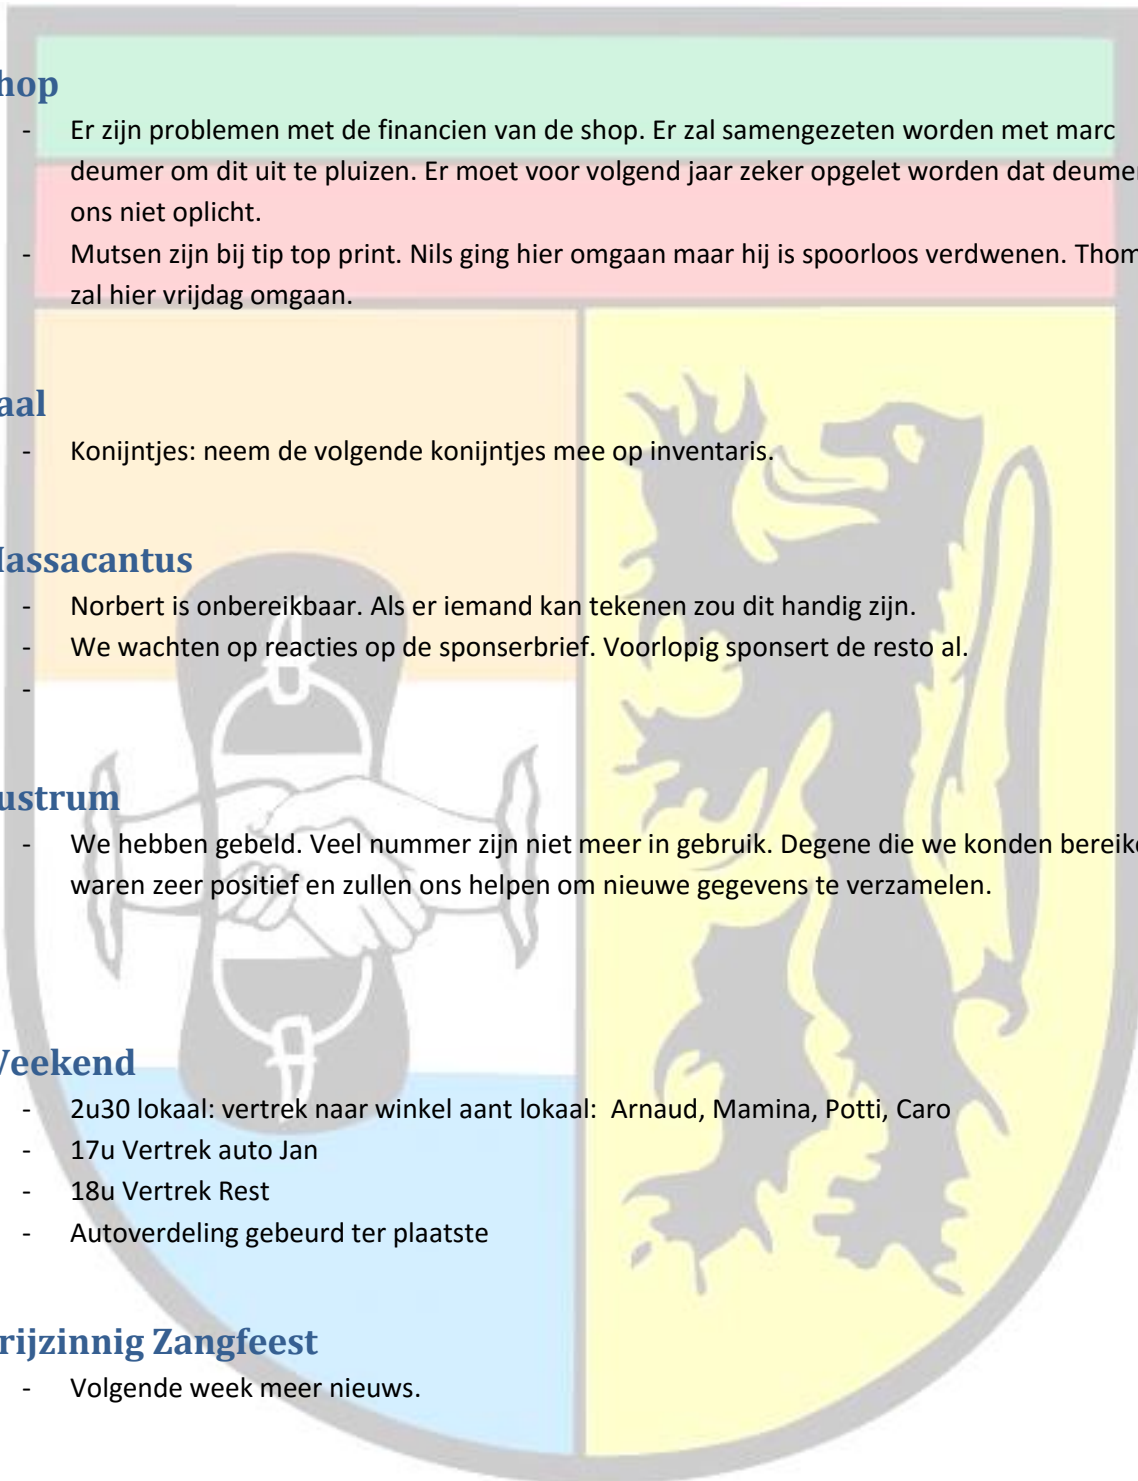 hop
- Er zijn problemen met de financien van de shop. Er zal samengezeten worden met marc
deumer om dit uit te pluizen. Er moet voor volgend jaar zeker opgelet worden dat deumer
ons niet oplicht.
- Mutsen zijn bij tip top print. Nils ging hier omgaan maar hij is spoorloos verdwenen. Thom
zal hier vrijdag omgaan.
aal
- Konijntjes: neem de volgende konijntjes mee op inventaris.
Massacantus
- Norbert is onbereikbaar. Als er iemand kan tekenen zou dit handig zijn.
- We wachten op reacties op de sponserbrief. Voorlopig sponsert de resto al.
-
ustrum
- We hebben gebeld. Veel nummer zijn niet meer in gebruik. Degene die we konden bereike
waren zeer positief en zullen ons helpen om nieuwe gegevens te verzamelen.
Weekend
- 2u30 lokaal: vertrek naar winkel aant lokaal: Arnaud, Mamina, Potti, Caro
- 17u Vertrek auto Jan
- 18u Vertrek Rest
- Autoverdeling gebeurd ter plaatste
rijzinnig Zangfeest
- Volgende week meer nieuws.